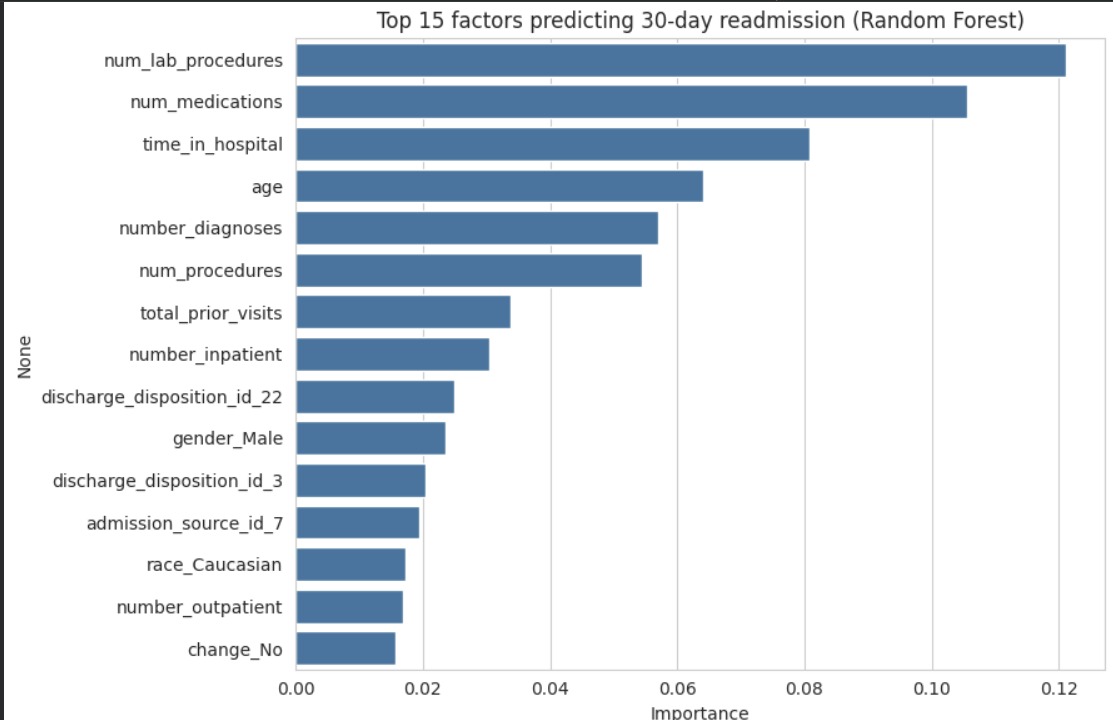 Top 15 factors predicting 30-day readmission (Random Forest)
num_lab_procedures
num_medications
time_in_hospital
age
number_diagnoses
num_procedures
total_prior_visits
number_inpatient
discharge_disposition_id_22
gender_Male
discharge_disposition_id_3
admission_source_id_7
race_Caucasian
number_outpatient
change_No
None
0.00 0.02 0.04 0.06 0.08 0.10 0.12
Importance